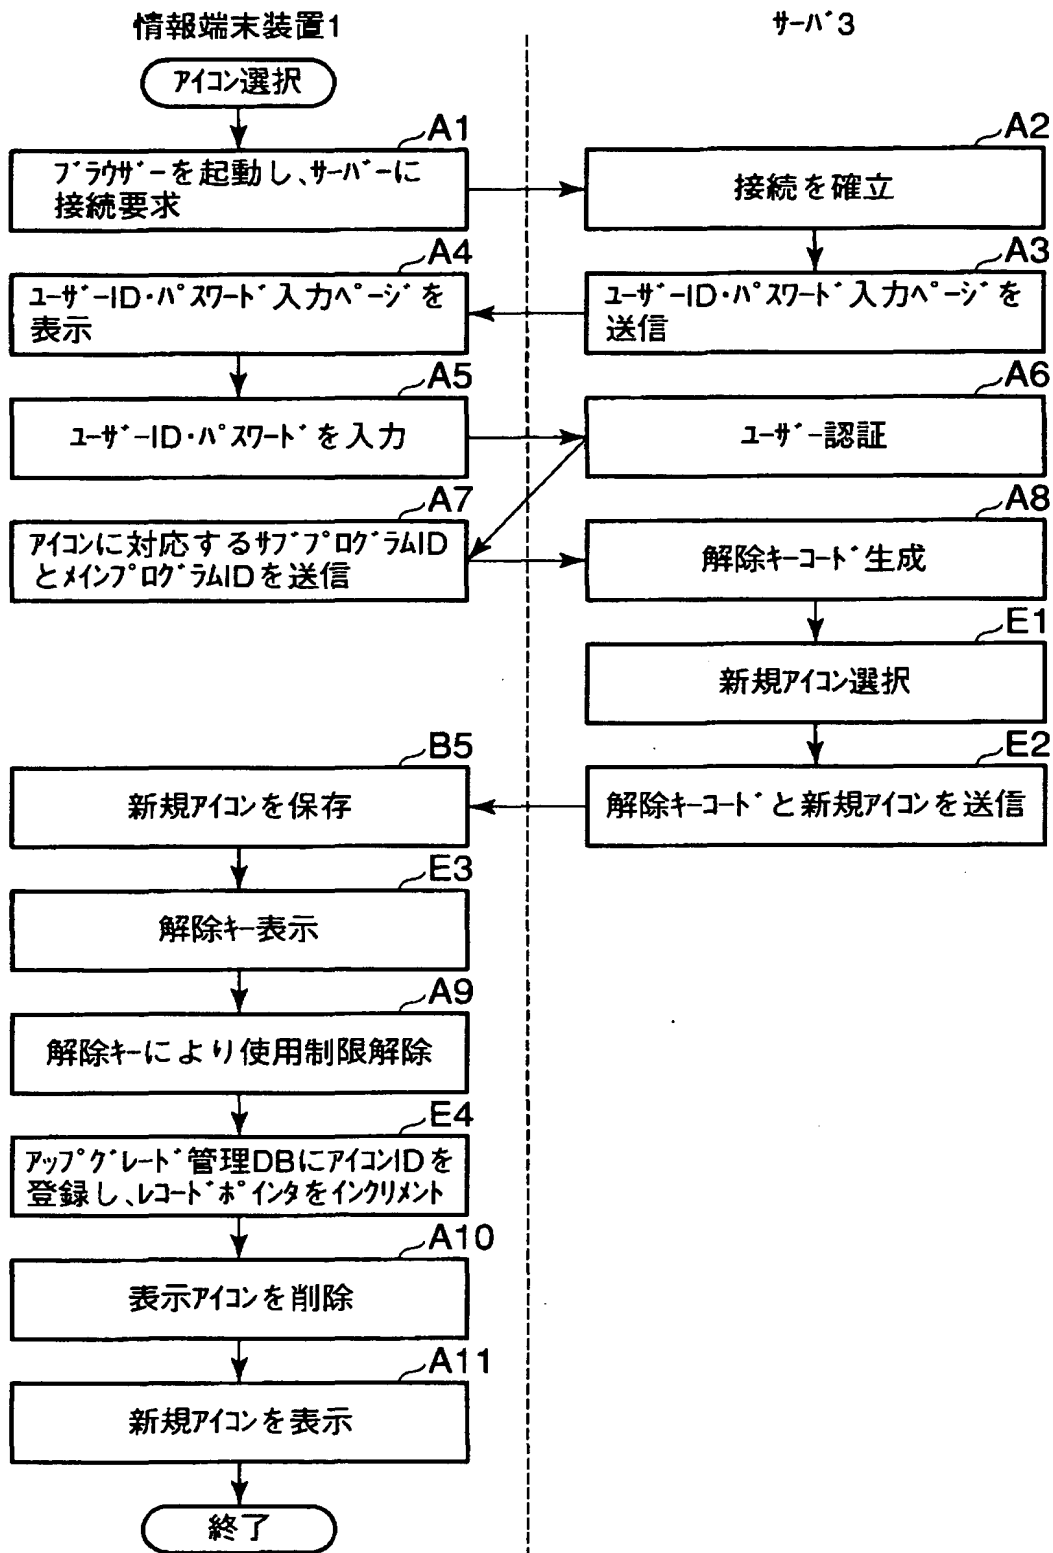 情報端末装置1
サーバ3
アイコン選択
A1
ブラウザーを起動し、サーバーに
接続要求
A2
接続を確立
A3
ユーザーID・パスワード入力ページを
送信
A4
ユーザーID・パスワード入力ページを
表示
A5
ユーザーID・パスワードを入力
A6
ユーザー認証
A7
アイコンに対応するサブプログラムID
とメインプログラムIDを送信
A8
解除キーコード生成
E1
新規アイコン選択
E2
解除キーコードと新規アイコンを送信
B5
新規アイコンを保存
E3
解除キー表示
A9
解除キーにより使用制限解除
E4
アップグレード管理DBにアイコンIDを
登録し、レコードポインタをインクリメント
A10
表示アイコンを削除
A11
新規アイコンを表示
終了